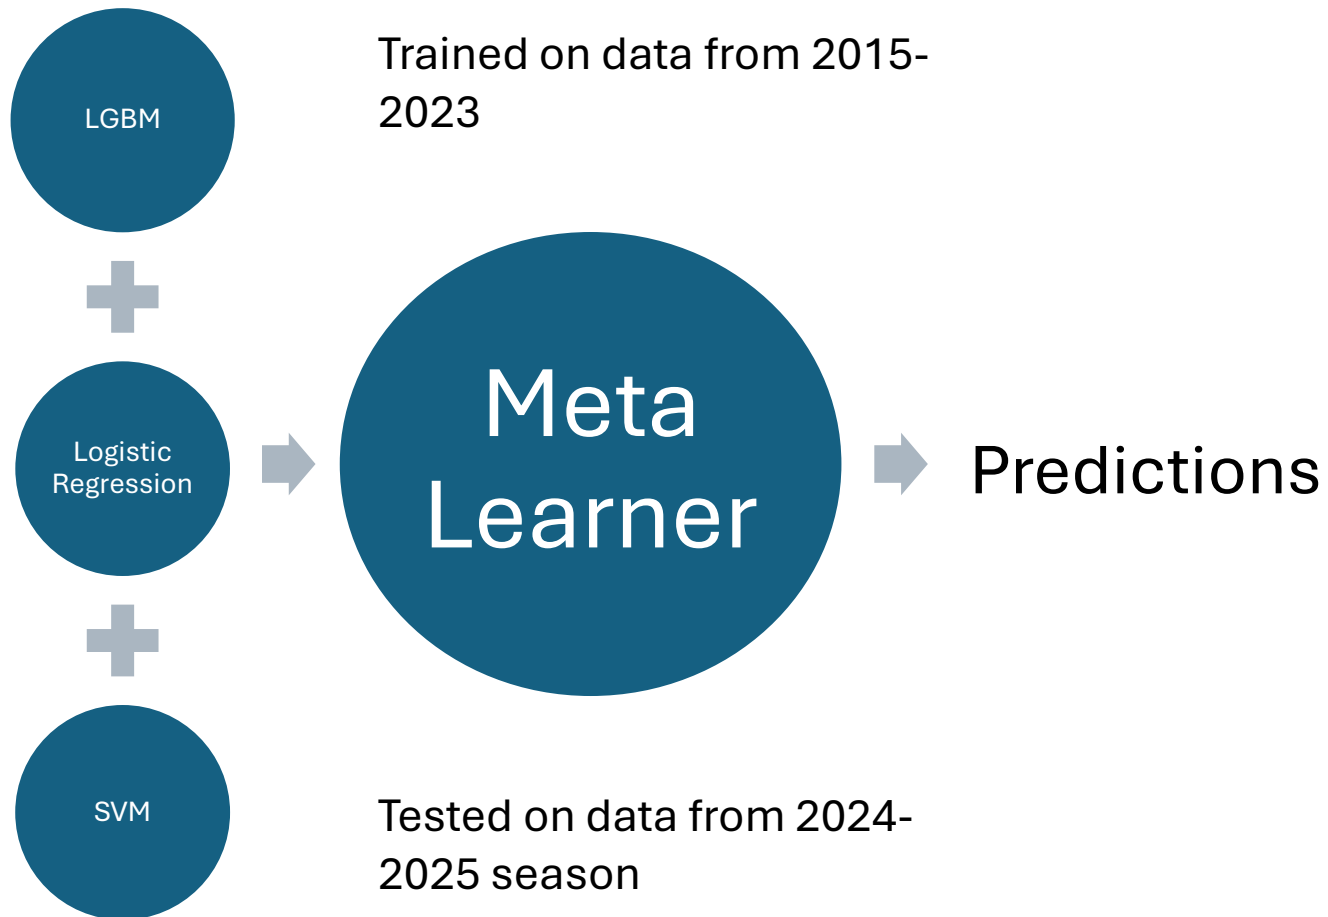 LGBM
Trained on data from 2015-
2023
Logistic
Regression
Meta
Learner
Predictions
SVM
Tested on data from 2024-
2025 season